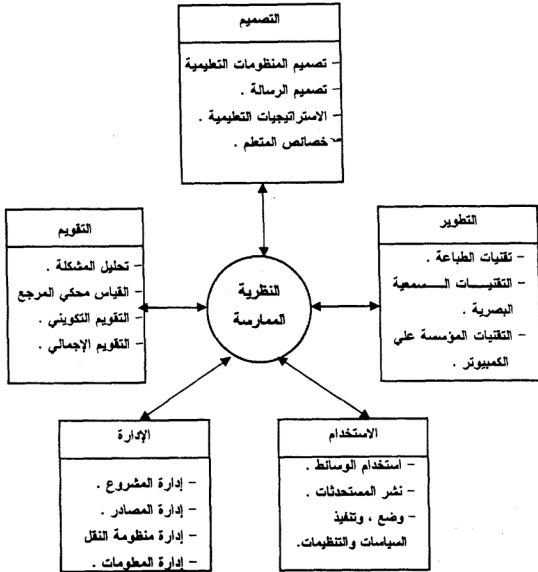 التصميم
– تصميم المنظومات التعليمية
– تصميم الرسالة .
– الاستراتيجيات التعليمية .
– خصائص المتعلم .
التطوير
– تقنيات الطباعة .
– التقنيـــــات الـــــسمعية
البصرية .
– التقنيات المؤسسة علي
الكمبيوتر .
التقويم
– تحليل المشكلة .
– القياس محكي المرجع
– التقويم التكويني .
– التقويم الإجمالي .
النظرية
الممارسة
الاستخدام
– استخدام الوسائط .
– نشر المستحدثات .
– وضع ، وتنفيذ
السياسات والتنظيمات.
الإدارة
– إدارة المشروع .
– إدارة المصادر .
– إدارة منظومة النقل
– إدارة المعلومات .